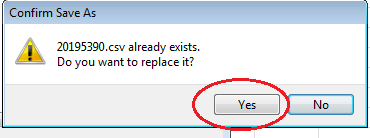 Confirm Save As
20195390.csv already exists.
Do you want to replace it?
Yes No